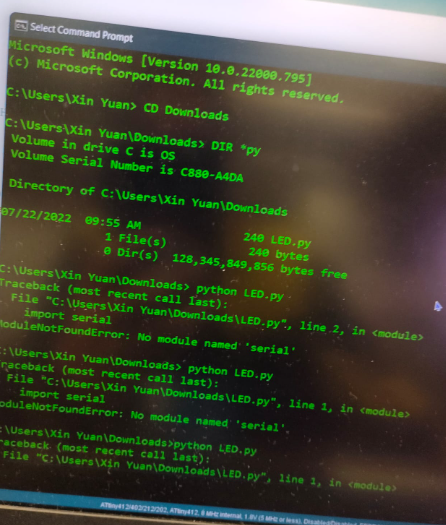 Select Command Prompt
Microsoft Windows [Version 10.0.22000.795]
(c) Microsoft Corporation. All rights reserved.
C:\Users\Xin Yuan> CD Downloads
C:\Users\Xin Yuan\Downloads> DIR *py
Volume in drive C is OS
Volume Serial Number is C880-A4DA
Directory of C:\Users\Xin Yuan\Downloads
07/22/2022 09:55 AM 240 LED.py
1 File(s) 240 bytes
0 Dir(s) 128,345,849,856 bytes free
C:\Users\Xin Yuan\Downloads> python LED.py
Traceback (most recent call last):
File "C:\Users\Xin Yuan\Downloads\LED.py", line 2, in <module>
import serial
ModuleNotFoundError: No module named 'serial'
C:\Users\Xin Yuan\Downloads> python LED.py
raceback (most recent call last):
File "C:\Users\Xin Yuan\Downloads\LED.py", line 1, in <module>
import serial
oduleNotFoundError: No module named 'serial'
:\Users\Xin Yuan\Downloads>python LED.py
aceback (most recent call last):
File "C:\Users\Xin Yuan\Downloads\LED.py", line 1, in <module>
ATtiny412/402/212/202, ATtiny412, 5 MHz internal, 1.8V (5 MHz or less), Disabled/Disabled